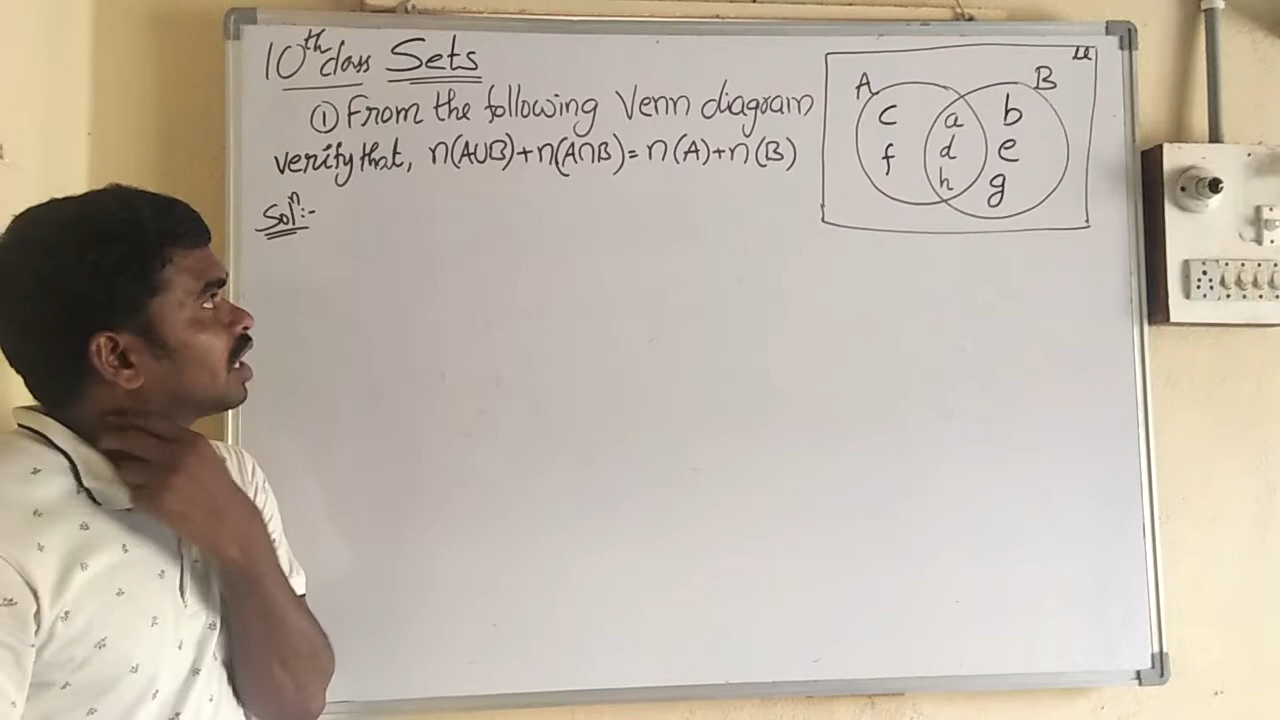 10th class Sets
① From the following Venn diagram
verify that, n(A∪B)+n(A∩B)=n(A)+n(B)
Solⁿ:-
μ
A B
c a b
f d e
h g